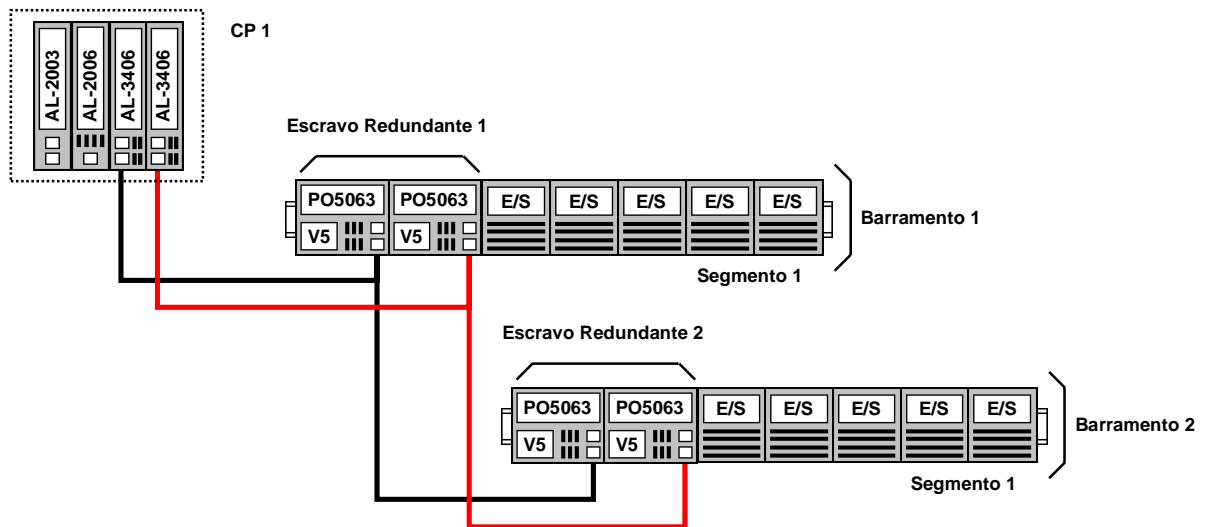 CP 1
AL-2003
AL-2006
AL-3406
AL-3406
Escravo Redundante 1
PO5063 PO5063 E/S E/S E/S E/S E/S
V5 V5
Barramento 1
Segmento 1
Escravo Redundante 2
PO5063 PO5063 E/S E/S E/S E/S E/S
V5 V5
Barramento 2
Segmento 1